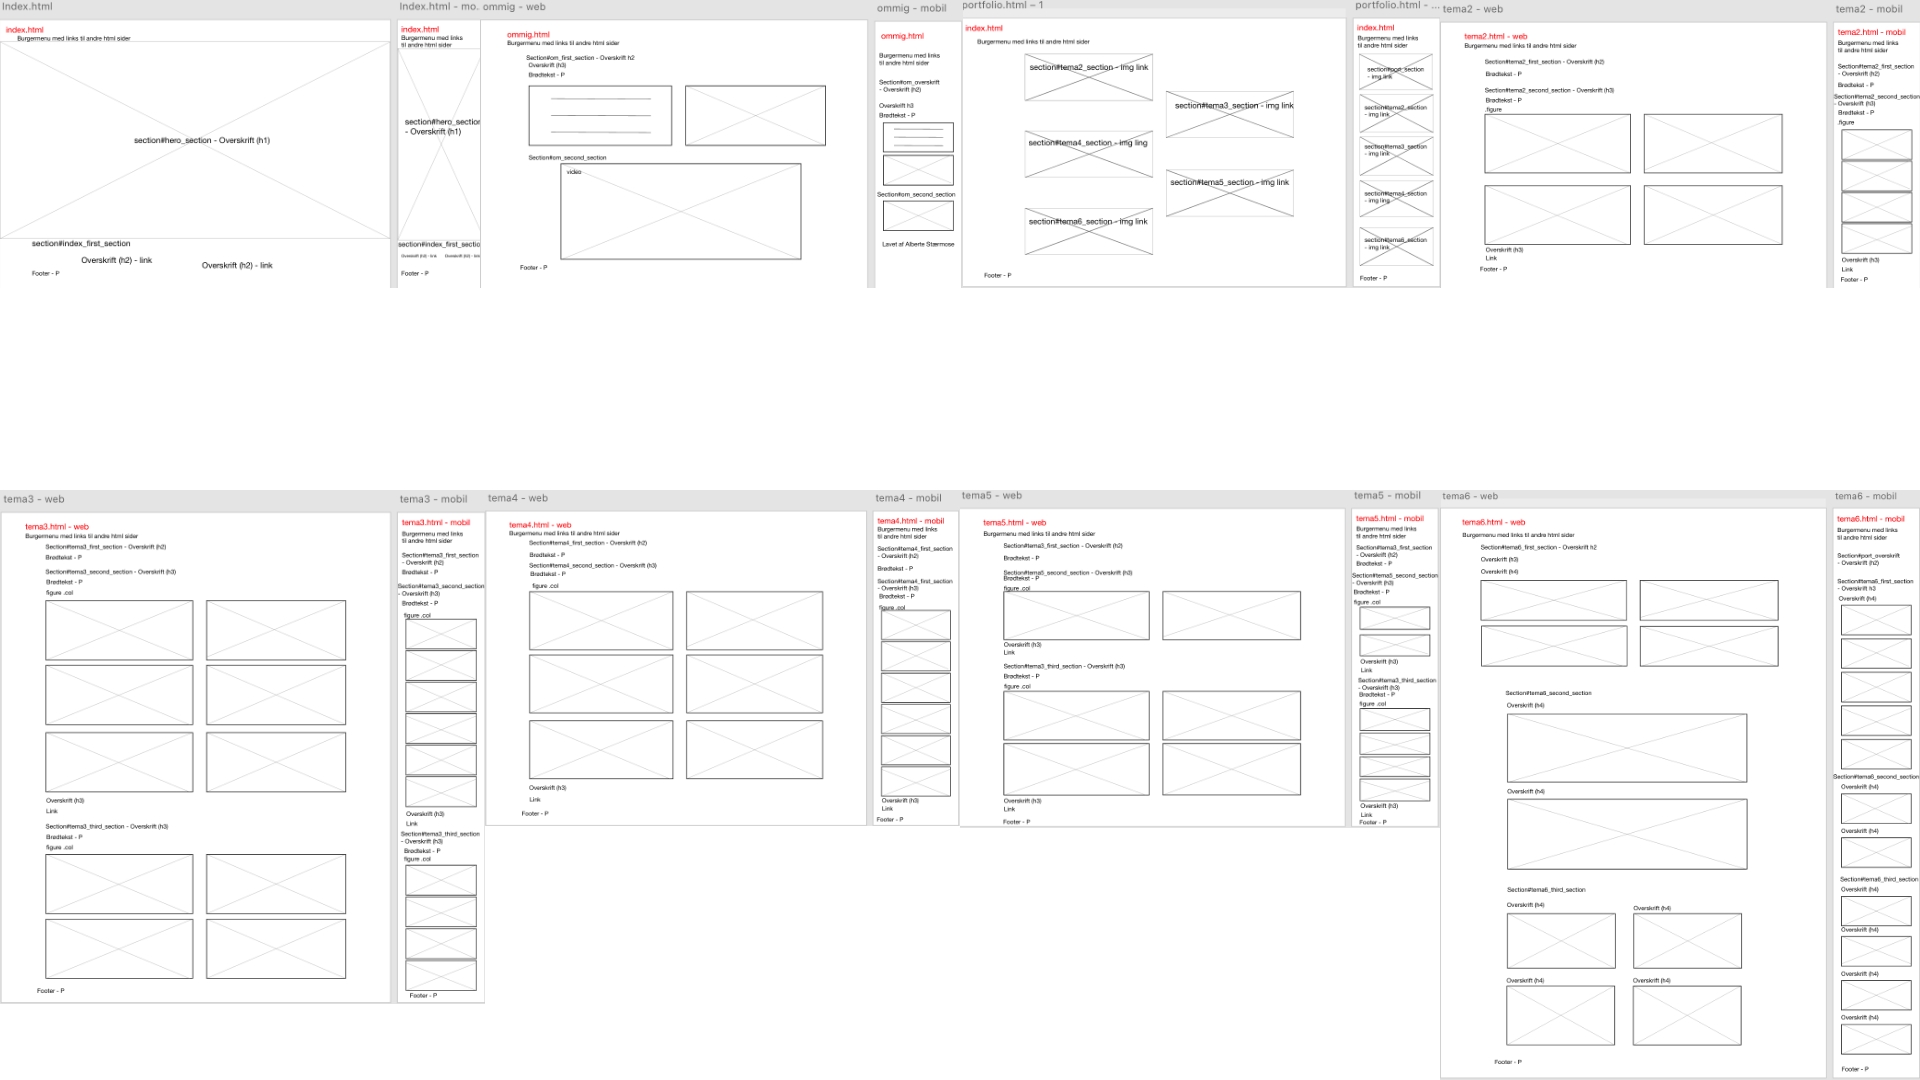 Index.html
index.html
Burgermenu med links til andre html sider
section#hero_section - Overskrift (h1)
section#index_first_section
Overskrift (h2) - link
Overskrift (h2) - link
Footer - P
Index.html - mo.
index.html
Burgermenu med links
til andre html sider
section#hero_section
- Overskrift (h1)
section#index_first_sectio
Overskrift (h2) - link
Overskrift (h2) - link
Footer - P
ommig - web
ommig.html
Burgermenu med links til andre html sider
Section#om_first_section - Overskrift h2
Overskrift (h3)
Brødtekst - P
Section#om_second_section
video
Footer - P
ommig - mobil
ommig.html
Burgermenu med links
til andre html sider
Section#om_overskrift
- Overskrift (h2)
Overskrift h3
Brødtekst - P
Section#om_second_section
Lavet af Alberte Stærmose
portfolio.html – 1
index.html
Burgermenu med links til andre html sider
section#tema2_section - img link
section#tema3_section - img link
section#tema4_section - img ling
section#tema5_section - img link
section#tema6_section - img link
Footer - P
portfolio.html - ...
index.html
Burgermenu med links
til andre html sider
section#port_section
- img link
section#tema2_section
- img link
section#tema3_section
- img link
section#tema4_section
- img ling
section#tema6_section
- img link
Footer - P
tema2 - web
tema2.html - web
Burgermenu med links til andre html sider
Section#tema2_first_section - Overskrift (h2)
Brødtekst - P
Section#tema2_second_section - Overskrift (h3)
Brødtekst - P
.figure
Overskrift (h3)
Link
Footer - P
tema2 - mobil
tema2.html - mobil
Burgermenu med links
til andre html sider
Section#tema2_first_section
- Overskrift (h2)
Brødtekst - P
Section#tema2_second_section
- Overskrift (h3)
Brødtekst - P
.figure
Overskrift (h3)
Link
Footer - P
tema3 - web
tema3.html - web
Burgermenu med links til andre html sider
Section#tema3_first_section - Overskrift (h2)
Brødtekst - P
Section#tema3_second_section - Overskrift (h3)
Brødtekst - P
figure .col
Overskrift (h3)
Link
Section#tema3_third_section - Overskrift (h3)
Brødtekst - P
figure .col
Footer - P
tema3 - mobil
tema3.html - mobil
Burgermenu med links
til andre html sider
Section#tema3_first_section
- Overskrift (h2)
Brødtekst - P
Section#tema3_second_section
- Overskrift (h3)
Brødtekst - P
figure .col
Overskrift (h3)
Link
Section#tema3_third_section
- Overskrift (h3)
Brødtekst - P
figure .col
Footer - P
tema4 - web
tema4.html - web
Burgermenu med links til andre html sider
Section#tema4_first_section - Overskrift (h2)
Brødtekst - P
Section#tema4_second_section - Overskrift (h3)
Brødtekst - P
figure .col
Overskrift (h3)
Link
Footer - P
tema4 - mobil
tema4.html - mobil
Burgermenu med links
til andre html sider
Section#tema4_first_section
- Overskrift (h2)
Brødtekst - P
Section#tema4_first_section
- Overskrift (h3)
Brødtekst - P
figure .col
Overskrift (h3)
Link
Footer - P
tema5 - web
tema5.html - web
Burgermenu med links til andre html sider
Section#tema3_first_section - Overskrift (h2)
Brødtekst - P
Section#tema5_second_section - Overskrift (h3)
Brødtekst - P
figure .col
Overskrift (h3)
Link
Section#tema3_third_section - Overskrift (h3)
Brødtekst - P
figure .col
Overskrift (h3)
Link
Footer - P
tema5 - mobil
tema5.html - mobil
Burgermenu med links
til andre html sider
Section#tema3_first_section
- Overskrift (h2)
Brødtekst - P
Section#tema5_second_section
- Overskrift (h3)
Brødtekst - P
figure .col
Overskrift (h3)
Link
Section#tema3_third_section
- Overskrift (h3)
Brødtekst - P
figure .col
Overskrift (h3)
Link
Footer - P
tema6 - web
tema6.html - web
Burgermenu med links til andre html sider
Section#tema6_first_section - Overskrift h2
Overskrift (h3)
Overskrift (h4)
Section#tema6_second_section
Overskrift (h4)
Overskrift (h4)
Section#tema6_third_section
Overskrift (h4)
Overskrift (h4)
Overskrift (h4)
Overskrift (h4)
Footer - P
tema6 - mobil
tema6.html - mobil
Burgermenu med links
til andre html sider
Section#port_overskrift
- Overskrift (h2)
Section#tema6_first_section
- Overskrift h3
Overskrift (h4)
Section#tema6_second_section
Overskrift (h4)
Overskrift (h4)
Section#tema6_third_section
Overskrift (h4)
Overskrift (h4)
Overskrift (h4)
Overskrift (h4)
Footer - P